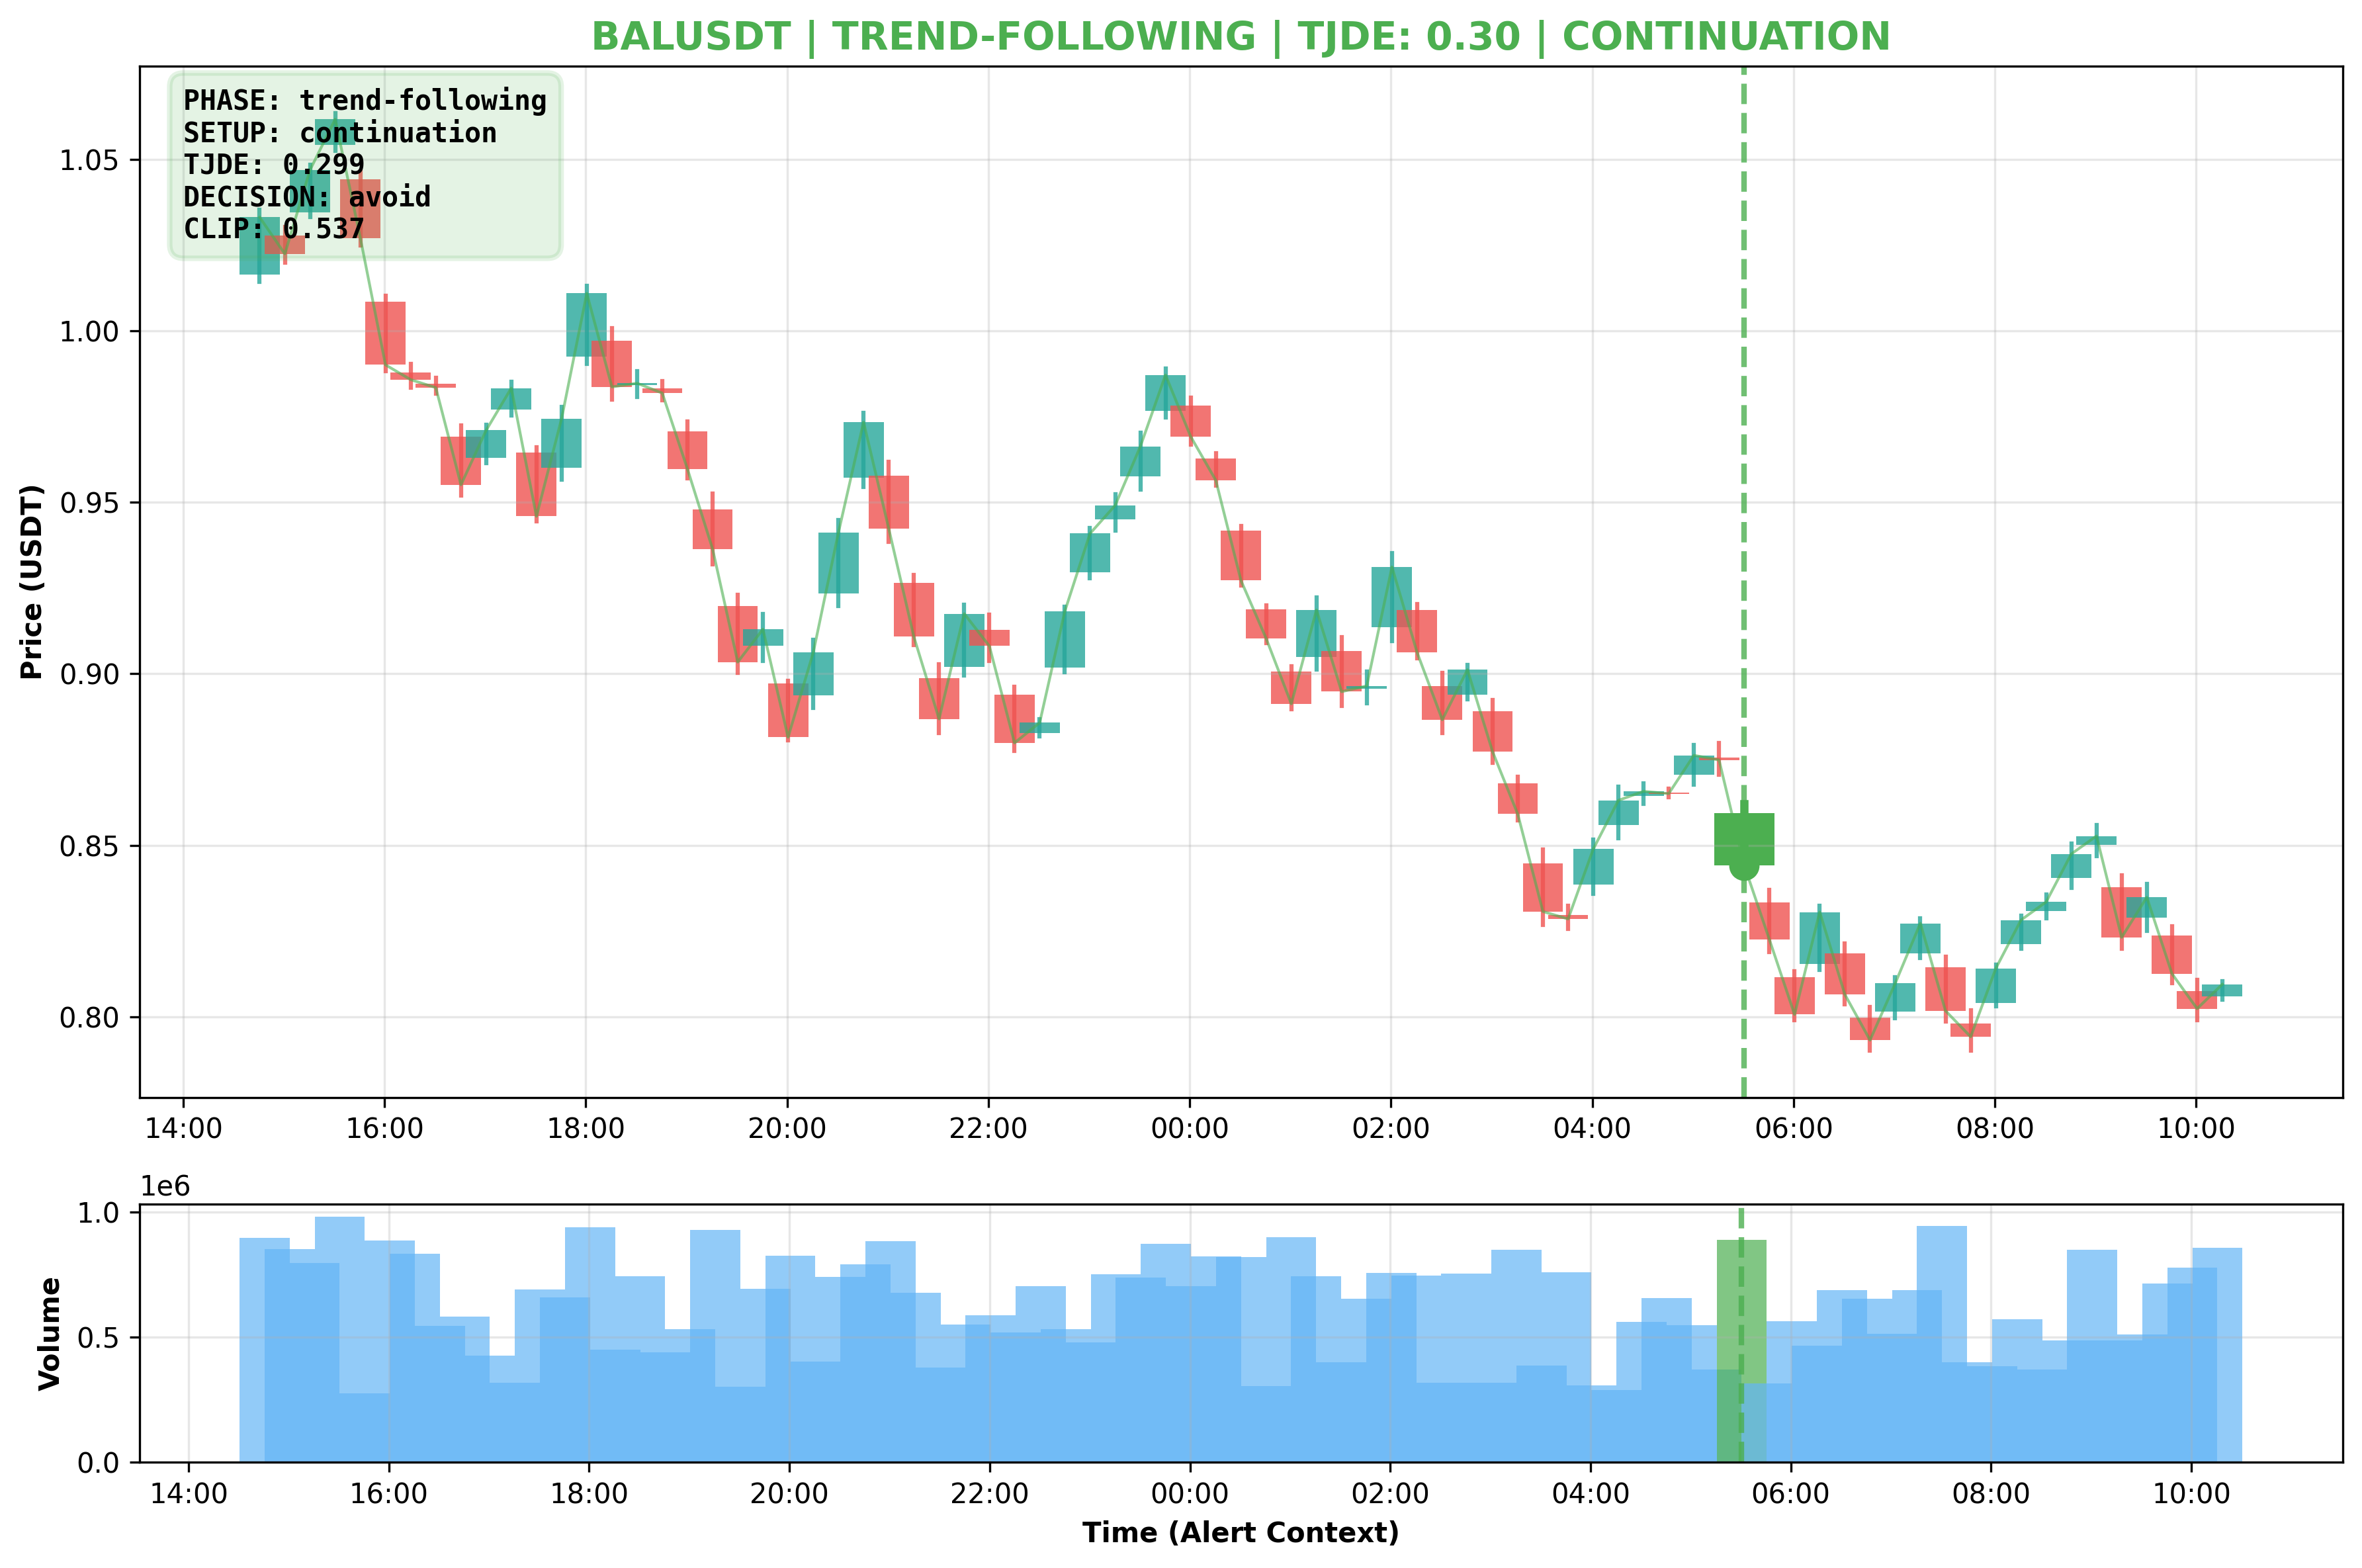 BALUSDT | TREND-FOLLOWING | TJDE: 0.30 | CONTINUATION
PHASE: trend-following
SETUP: continuation
TJDE: 0.299
DECISION: avoid
CLIP: 0.537
Price (USDT)
1.05
1.00
0.95
0.90
0.85
0.80
14:00 16:00 18:00 20:00 22:00 00:00 02:00 04:00 06:00 08:00 10:00
1e6
Volume
1.0
0.5
0.0
14:00 16:00 18:00 20:00 22:00 00:00 02:00 04:00 06:00 08:00 10:00
Time (Alert Context)